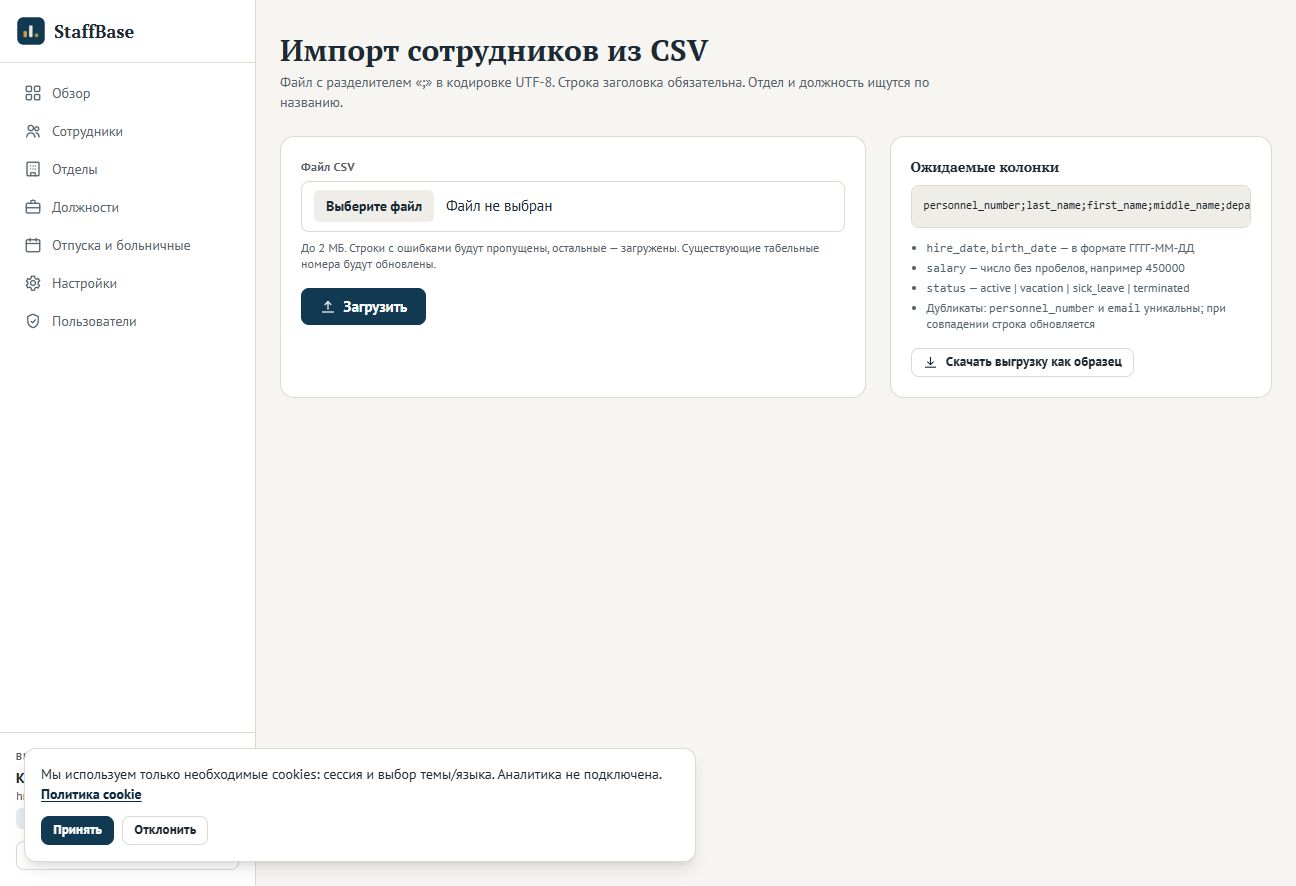 StaffBase
Обзор
Сотрудники
Отделы
Должности
Отпуска и больничные
Настройки
Пользователи
Импорт сотрудников из CSV
Файл с разделителем «;» в кодировке UTF-8. Строка заголовка обязательна. Отдел и должность ищутся по
названию.
Файл CSV
Выберите файл Файл не выбран
До 2 МБ. Строки с ошибками будут пропущены, остальные — загружены. Существующие табельные
номера будут обновлены.
Загрузить
Ожидаемые колонки
personnel_number;last_name;first_name;middle_name;depa
hire_date, birth_date — в формате ГГГГ-ММ-ДД
salary — число без пробелов, например 450000
status — active | vacation | sick_leave | terminated
Дубликаты: personnel_number и email уникальны; при
совпадении строка обновляется
Скачать выгрузку как образец
Мы используем только необходимые cookies: сессия и выбор темы/языка. Аналитика не подключена.
Политика cookie
Принять
Отклонить